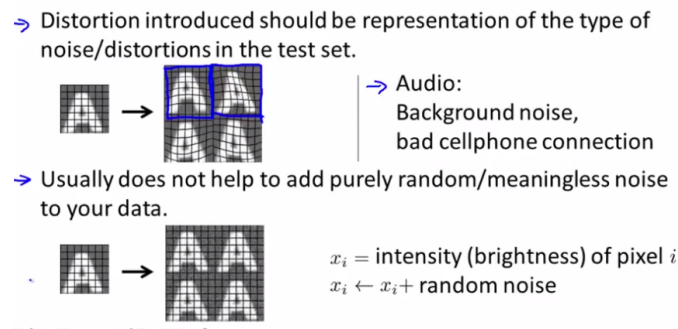 Distortion introduced should be representation of the type of
noise/distortions in the test set.
A → A A A A
Audio:
Background noise,
bad cellphone connection
Usually does not help to add purely random/meaningless noise
to your data.
A → A A A A
xᵢ = intensity (brightness) of pixel i
xᵢ ← xᵢ+ random noise